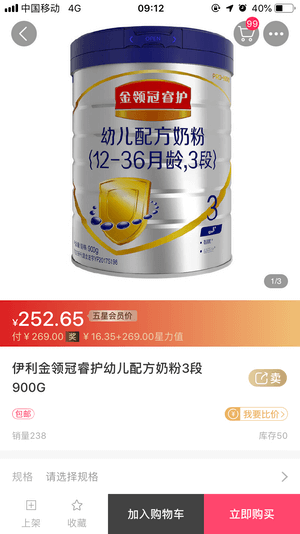 中国移动 4G 09:12 40%
99
金领冠睿护
幼儿配方奶粉
(12-36月龄,3段)
3
1/3
¥252.65 五星会员价
付¥269.00 奖 ¥16.35+269.00星力值
伊利金领冠睿护幼儿配方奶粉3段
900G
卖
包邮
我要比价>
销量238 库存50
规格 请选择规格
上架 收藏 加入购物车 立即购买